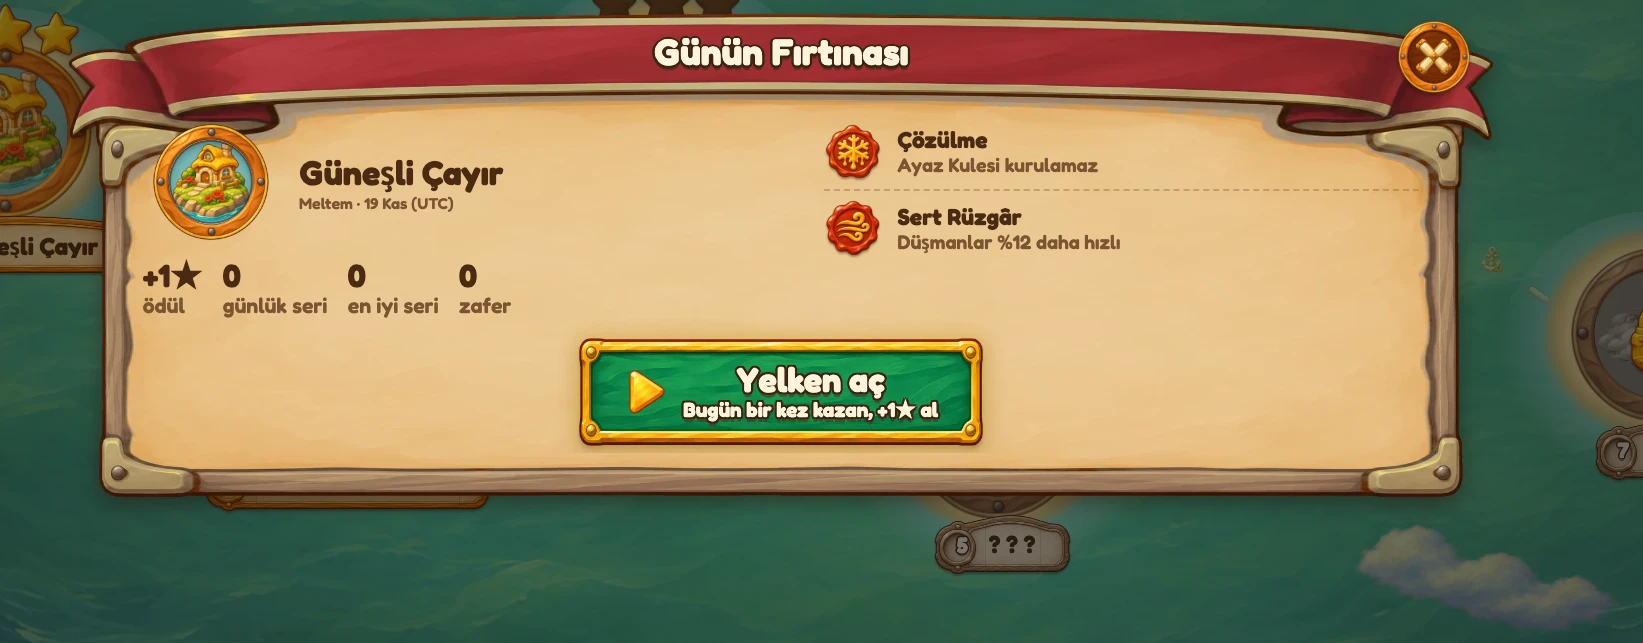 Günün Fırtınası
Güneşli Çayır
Meltem · 19 Kas (UTC)
+1★ 0 0 0
ödül günlük seri en iyi seri zafer
Çözülme
Ayaz Kulesi kurulamaz
Sert Rüzgâr
Düşmanlar %12 daha hızlı
Yelken aç
Bugün bir kez kazan, +1★ al
eşli Çayır
5 ???
7